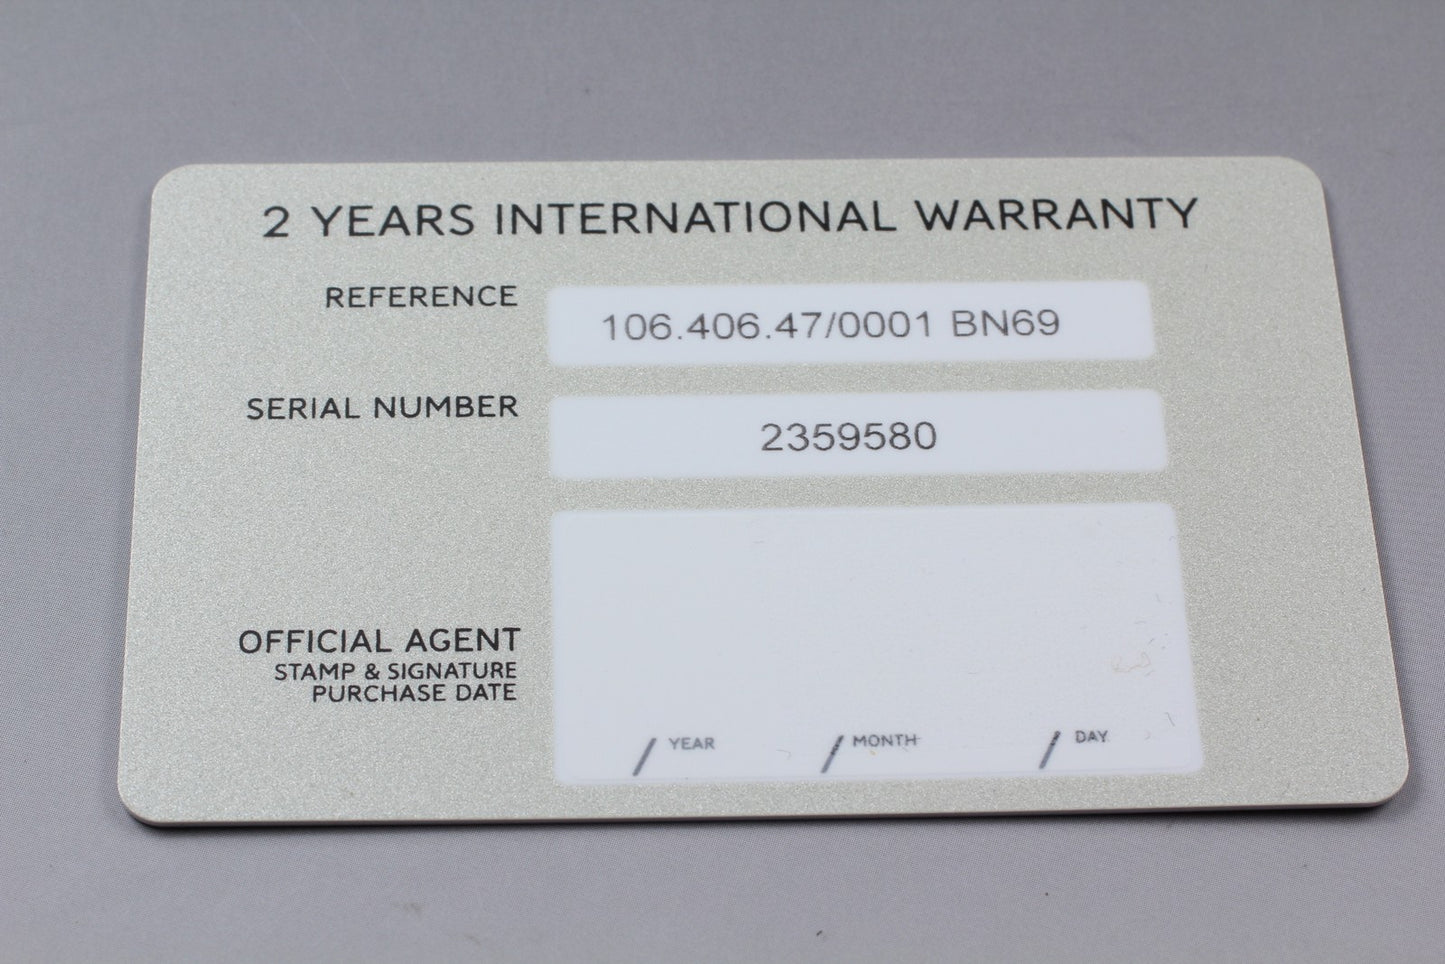 2 YEARS INTERNATIONAL WARRANTY
REFERENCE
106.406.47/0001 BN69
SERIAL NUMBER
2359580
OFFICIAL AGENT
STAMP & SIGNATURE
PURCHASE DATE
/ YEAR / MONTH / DAY